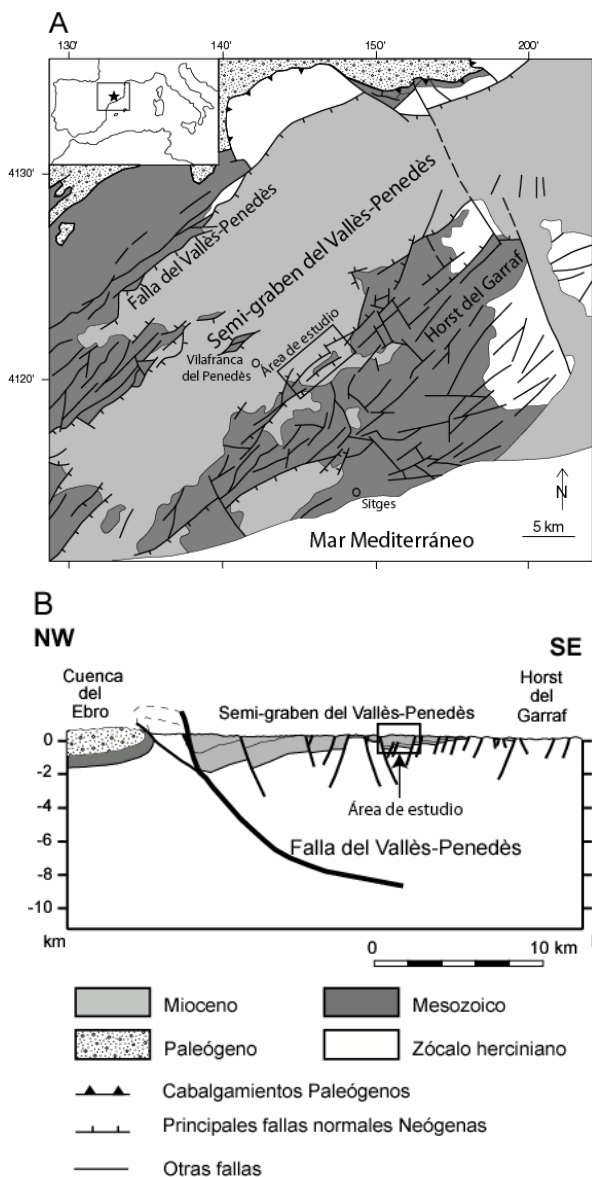 A
130'
140'
150'
200'
4130'
4120'
Falla del Vallès-Penedès
Semi-graben del Vallès-Penedès
Horst del Garraf
Área de estudio
Vilafranca
del Penedès
Sitges
Mar Mediterráneo
N
5 km
B
NW
SE
Cuenca
del
Ebro
Semi-graben del Vallès-Penedès
Horst
del
Garraf
0
-2
-4
-6
-8
-10
km
Área de estudio
Falla del Vallès-Penedès
0
10 km
Mioceno
Mesozoico
Paleógeno
Zócalo herciniano
Cabalgamientos Paleógenos
Principales fallas normales Neógenas
Otras fallas